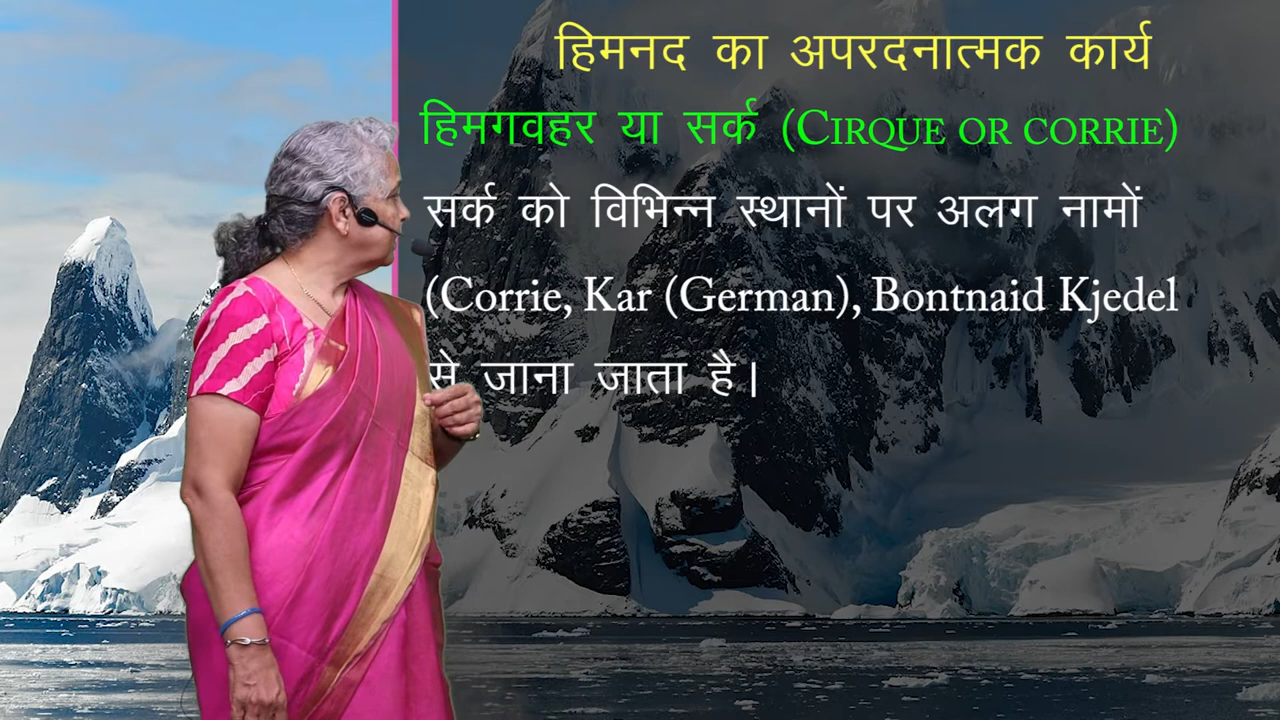 हिमनद का अपरदनात्मक कार्य
हिमगवहर या सर्क (CIRQUE OR CORRIE)
सर्क को विभिन्न स्थानों पर अलग नामों
(Corrie, Kar (German), Bontnaid Kjedel
से जाना जाता है।